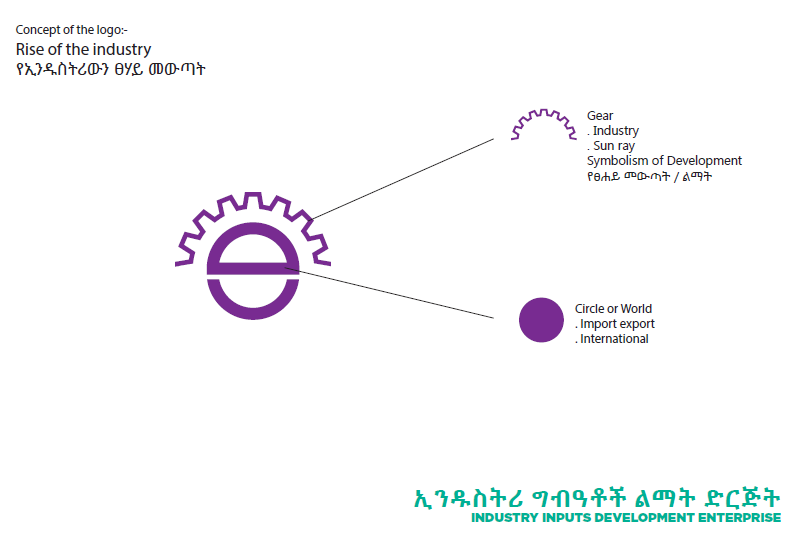 Concept of the logo:-
Rise of the industry
የኢንዱስትሪውን ፀሃይ መውጣት
Gear
. Industry
. Sun ray
Symbolism of Development
የፀሐይ መውጣት / ልማት
Circle or World
. Import export
. International
ኢንዱስትሪ ግብዓቶች ልማት ድርጅት
INDUSTRY INPUTS DEVELOPMENT ENTERPRISE